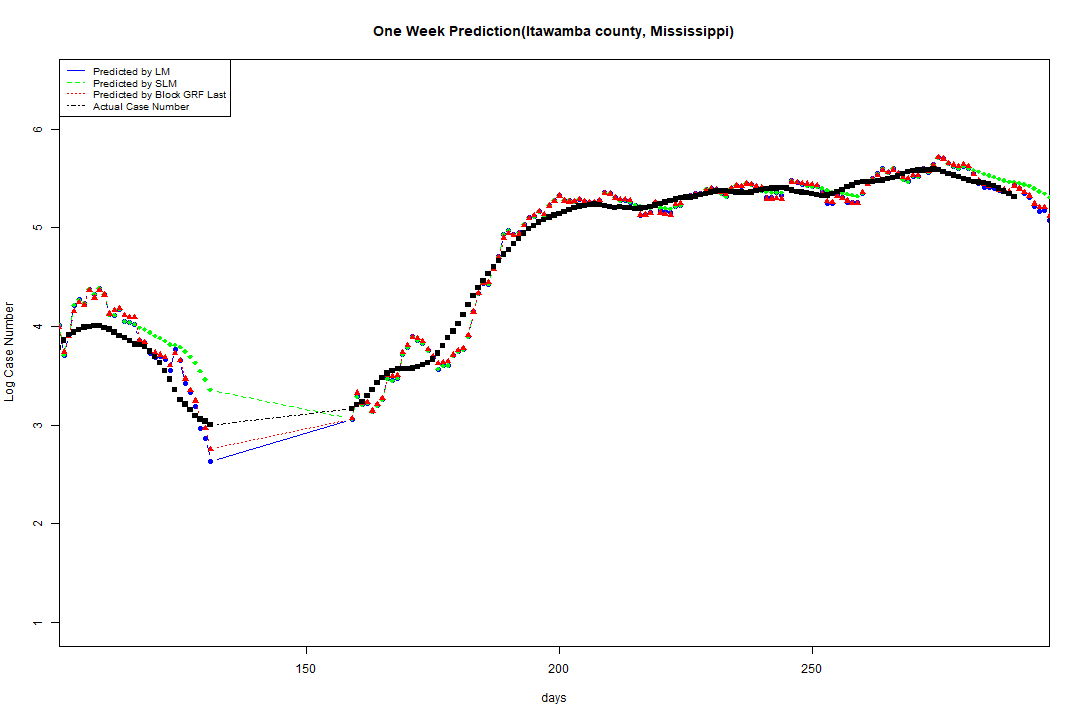 One Week Prediction(Itawamba county, Mississippi)
Predicted by LM
Predicted by SLM
Predicted by Block GRF Last
Actual Case Number
6
5
4
3
2
1
Log Case Number
150
200
250
days